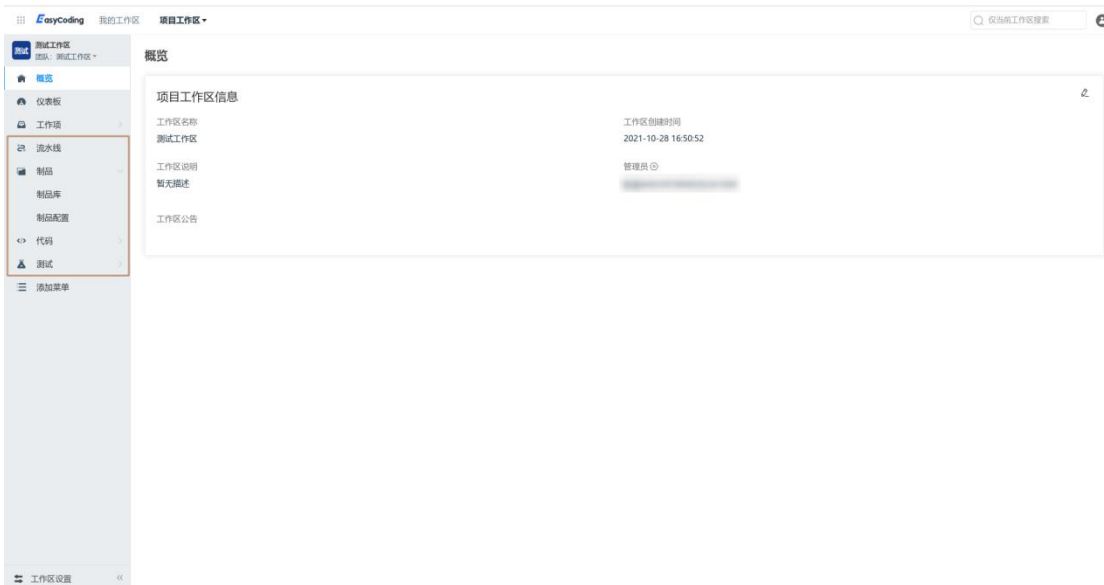 EasyCoding 我的工作区 项目工作区 仅当前工作区搜索
测试 测试工作区
团队：测试工作区
概览
概览
仪表板
工作项
流水线
制品
制品库
制品配置
代码
测试
添加菜单
工作区设置
项目工作区信息
工作区名称
测试工作区
工作区创建时间
2021-10-28 16:50:52
工作区说明
暂无描述
管理员
工作区公告